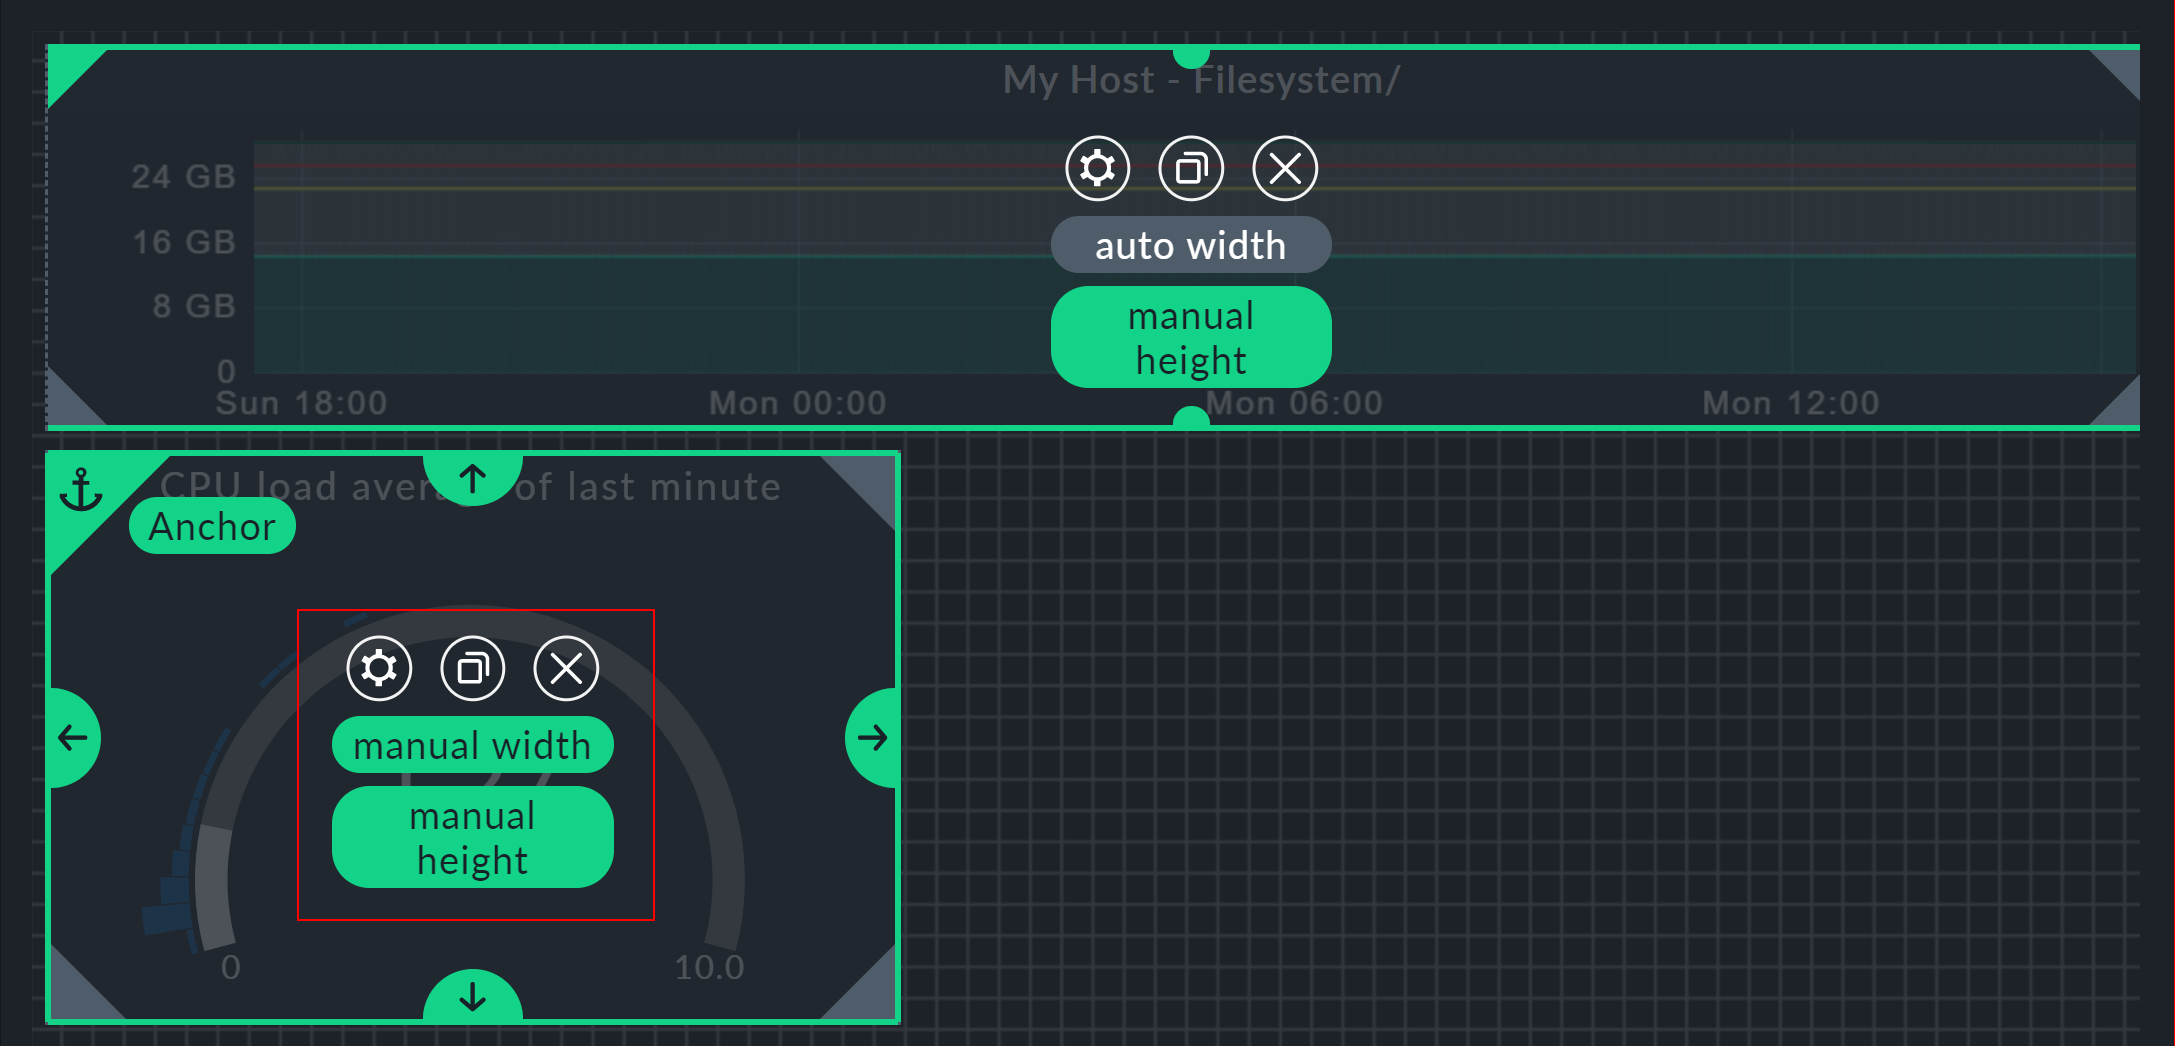 My Host - Filesystem/
24 GB
16 GB
8 GB
0
auto width
manual
height
Sun 18:00
Mon 00:00
Mon 06:00
Mon 12:00
CPU load of last minute
Anchor
manual width
manual
height
0
10.0